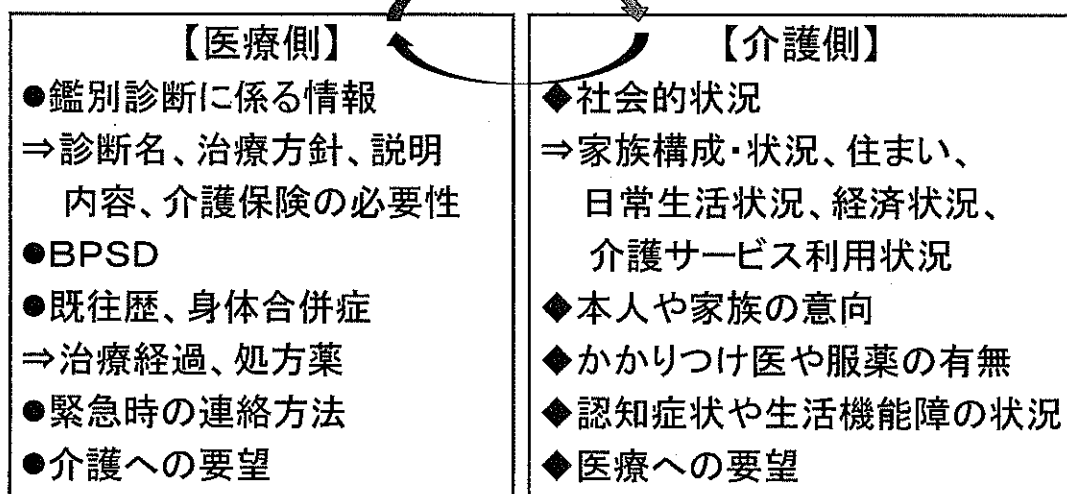 【医療側】
●鑑別診断に係る情報
⇒診断名、治療方針、説明
内容、介護保険の必要性
●BPSD
●既往歴、身体合併症
⇒治療経過、処方薬
●緊急時の連絡方法
●介護への要望
【介護側】
◆社会的状況
⇒家族構成・状況、住まい、
日常生活状況、経済状況、
介護サービス利用状況
◆本人や家族の意向
◆かかりつけ医や服薬の有無
◆認知症状や生活機能障の状況
◆医療への要望